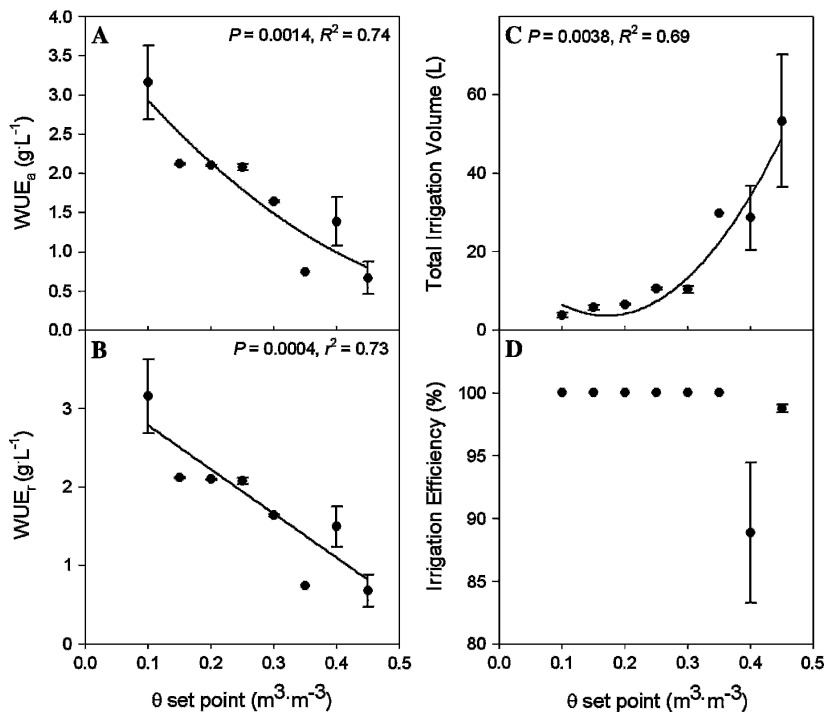 A
P = 0.0014, R² = 0.74
WUEₐ (g·L⁻¹)
4.0
3.5
3.0
2.5
2.0
1.5
1.0
0.5
0.0
B
P = 0.0004, r² = 0.73
WUEᵣ (g·L⁻¹)
3
2
1
0
0.0 0.1 0.2 0.3 0.4 0.5
θ set point (m³·m⁻³)
C
P = 0.0038, R² = 0.69
Total Irrigation Volume (L)
60
40
20
0
D
Irrigation Efficiency (%)
100
95
90
85
80
0.0 0.1 0.2 0.3 0.4 0.5
θ set point (m³·m⁻³)